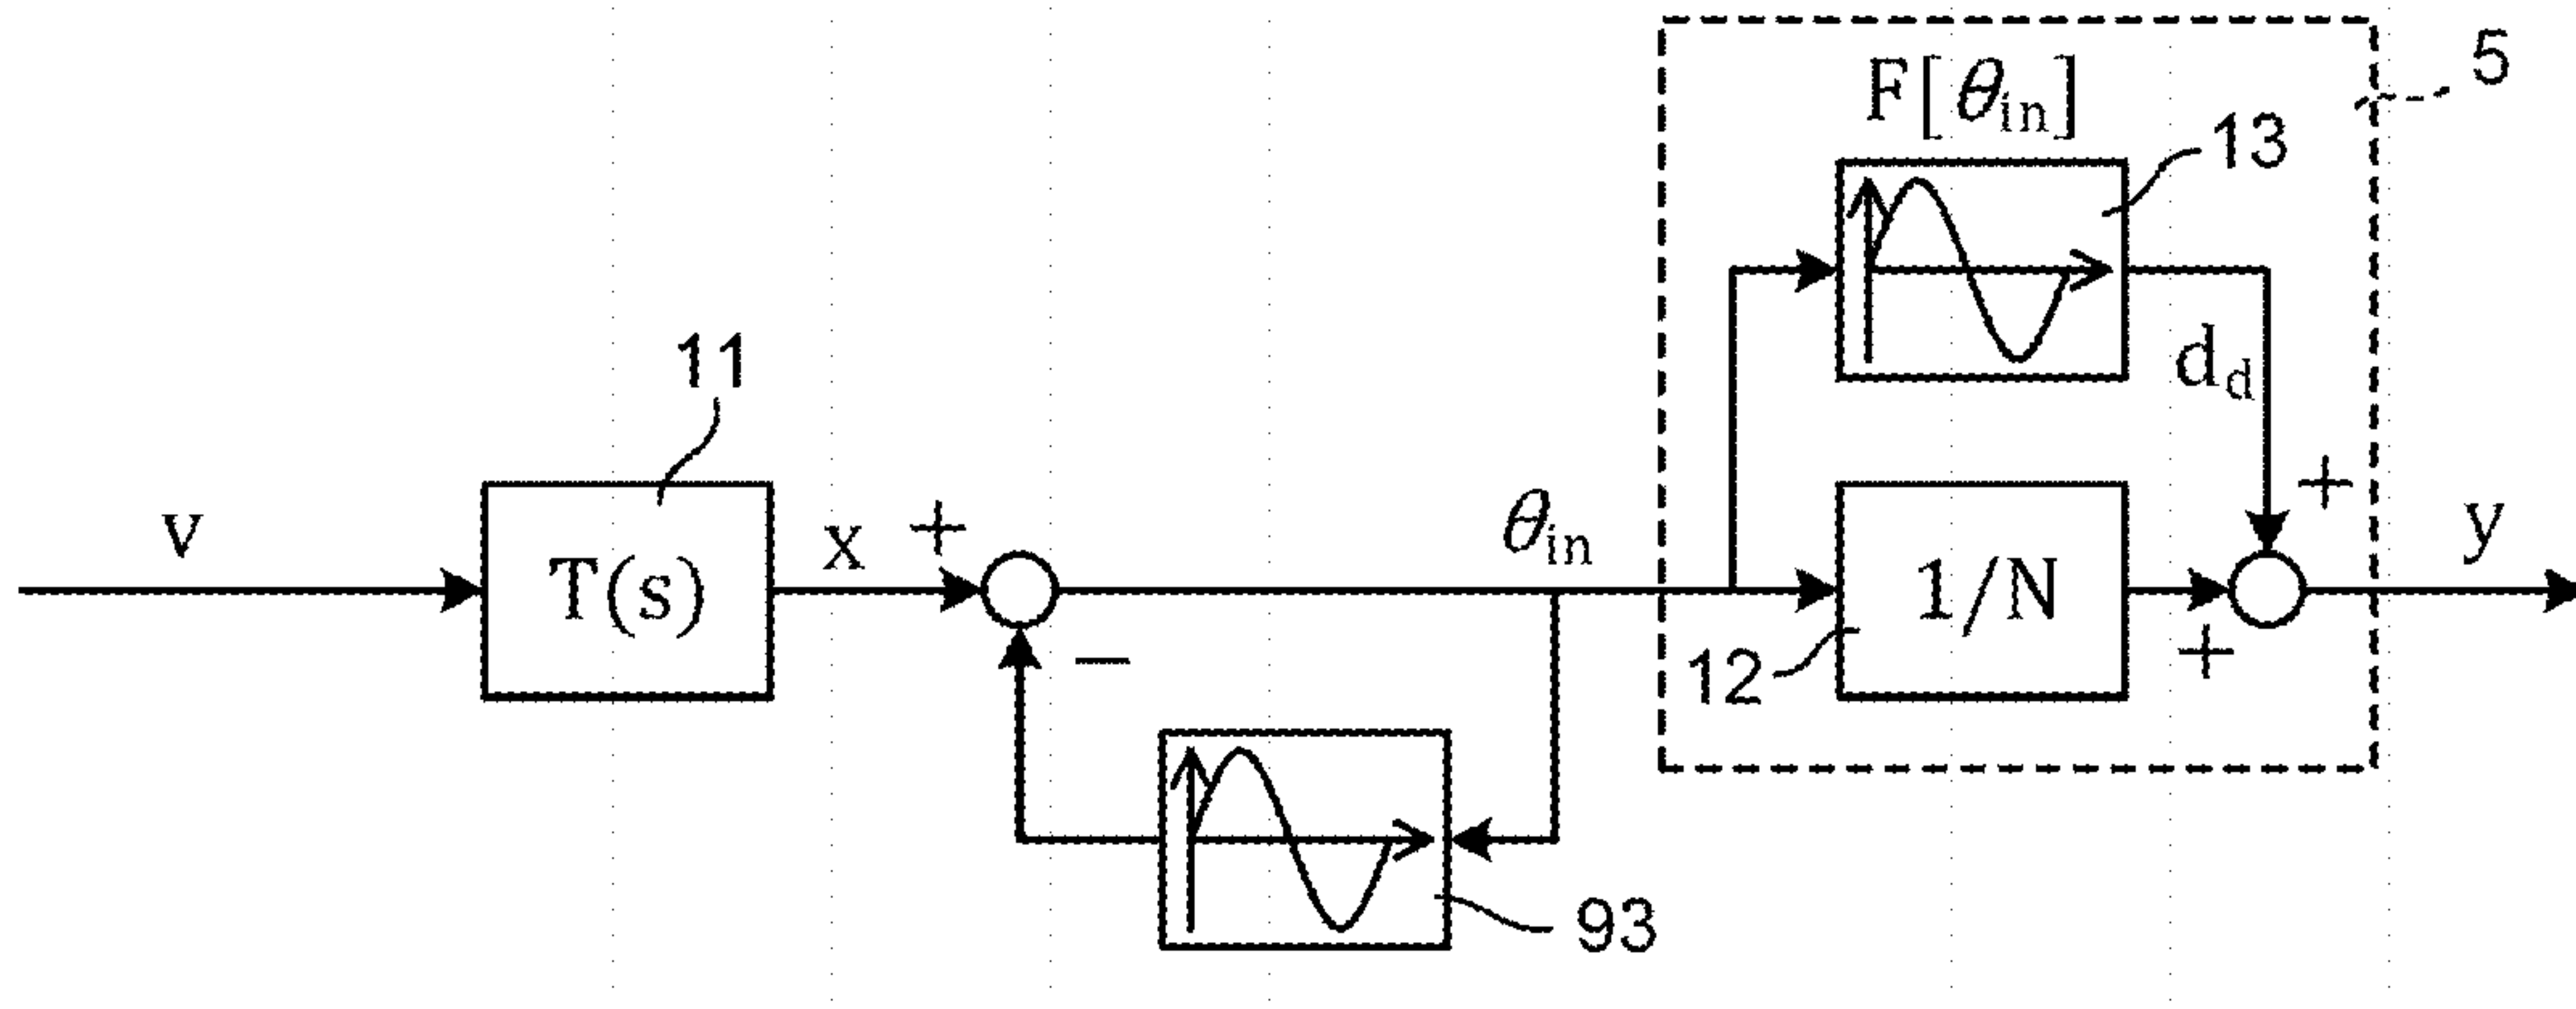 5
F[θin]
13
dd
+
11
v
T(s)
x
+
−
θin
1/N
12
+
y
93